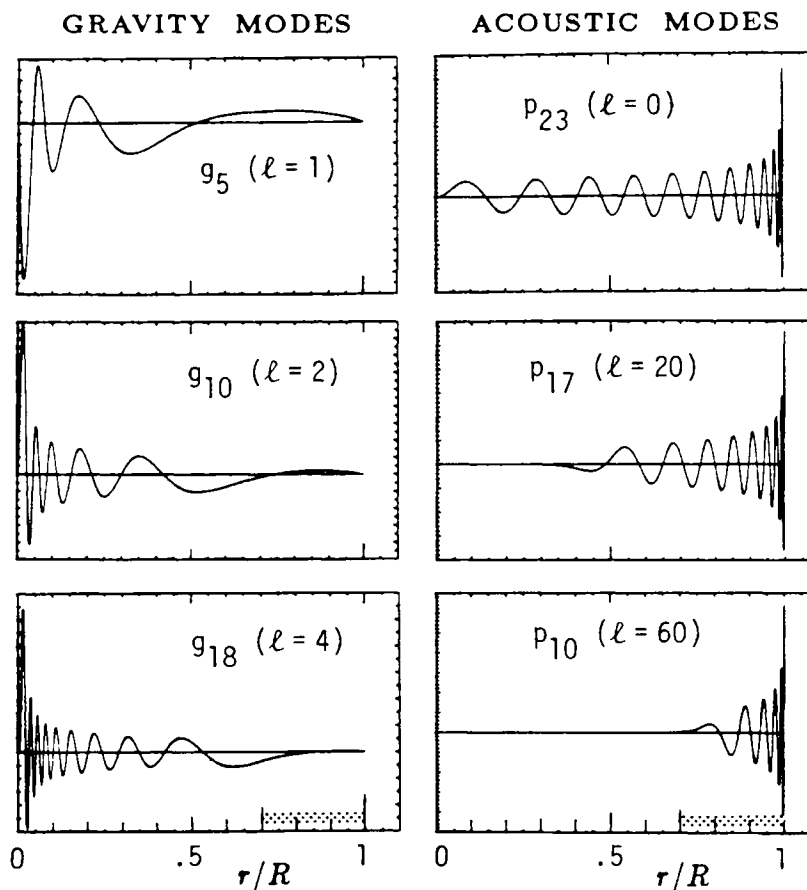 GRAVITY MODES
ACOUSTIC MODES
g5 (ℓ = 1)
p23 (ℓ = 0)
g10 (ℓ = 2)
p17 (ℓ = 20)
g18 (ℓ = 4)
p10 (ℓ = 60)
0 .5 1
r/R
0 .5 1
r/R